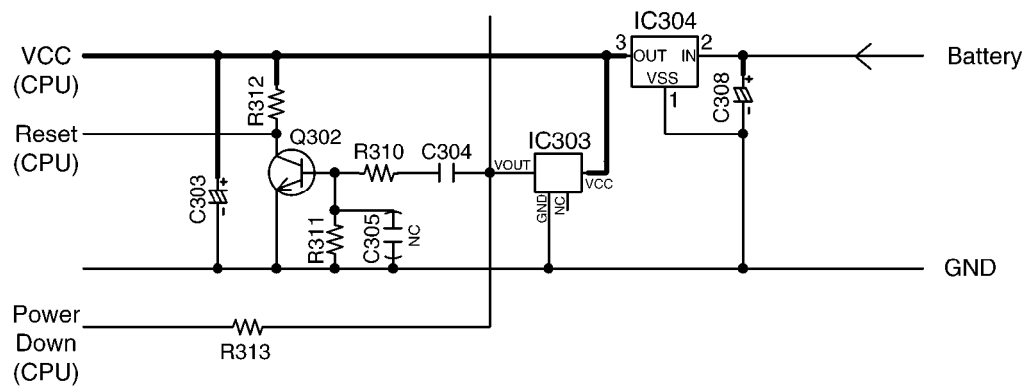 IC304
VCC
(CPU)
3
OUT
IN
2
Battery
VSS
1
C308
R312
Reset
(CPU)
Q302
IC303
R310
C304
VOUT
VCC
GND
NC
C303
R311
C305
NC
GND
Power
Down
(CPU)
R313